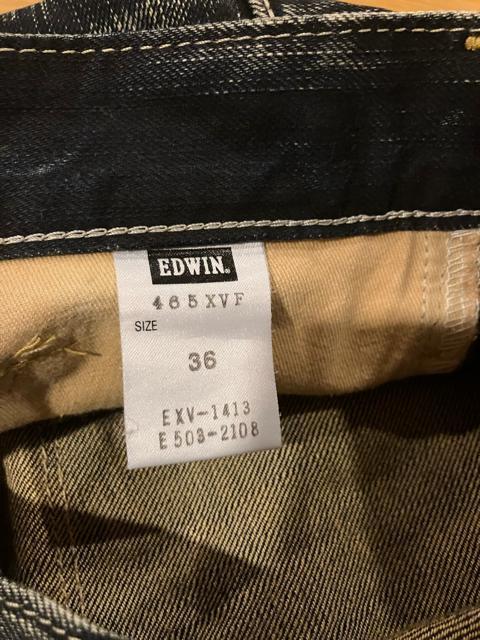 EDWIN®
465XVF
SIZE
36
EXV-1413
E503-2108